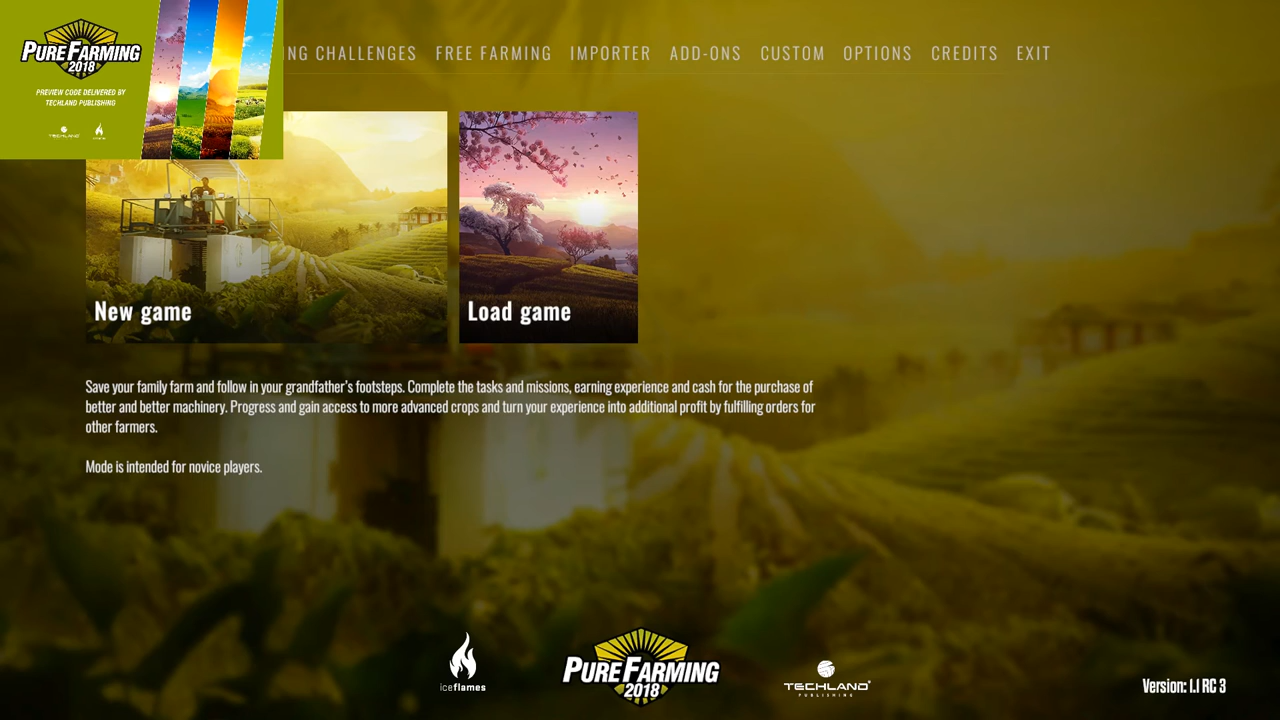 PURE FARMING
2018
PREVIEW CODE DELIVERED BY
TECHLAND PUBLISHING
TECHLAND
NG CHALLENGES FREE FARMING IMPORTER ADD-ONS CUSTOM OPTIONS CREDITS EXIT
New game
Load game
Save your family farm and follow in your grandfather's footsteps. Complete the tasks and missions, earning experience and cash for the purchase of
better and better machinery. Progress and gain access to more advanced crops and turn your experience into additional profit by fulfilling orders for
other farmers.
Mode is intended for novice players.
iceflames
PURE FARMING
2018
TECHLAND
PUBLISHING
Version: 1.1 RC 3